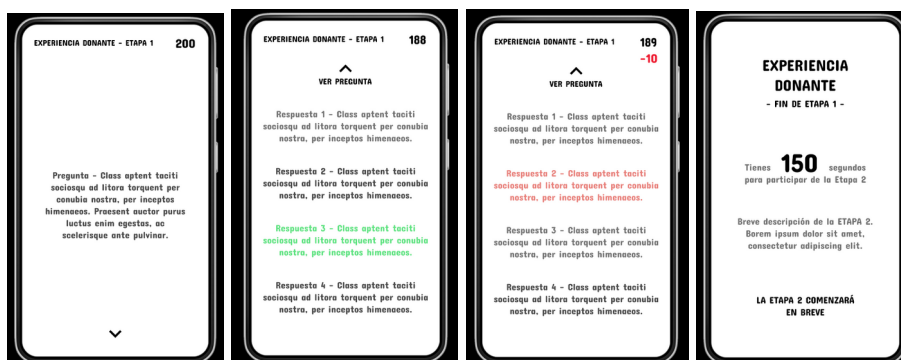 EXPERIENCIA DONANTE - ETAPA 1 200
Pregunta - Class aptent taciti
sociosqu ad litora torquent per
conubia nostra, per inceptos
himenaeos. Praesent auctor purus
luctus enim egestas, ac
scelerisque ante pulvinar.
EXPERIENCIA DONANTE - ETAPA 1 188
VER PREGUNTA
Respuesta 1 - Class aptent taciti
sociosqu ad litora torquent per conubia
nostra, per inceptos himenaeos.
Respuesta 2 - Class aptent taciti
sociosqu ad litora torquent per conubia
nostra, per inceptos himenaeos.
Respuesta 3 - Class aptent taciti
sociosqu ad litora torquent per conubia
nostra, per inceptos himenaeos.
Respuesta 4 - Class aptent taciti
sociosqu ad litora torquent per conubia
nostra, per inceptos himenaeos.
EXPERIENCIA DONANTE - ETAPA 1 189
-10
VER PREGUNTA
Respuesta 1 - Class aptent taciti
sociosqu ad litora torquent per conubia
nostra, per inceptos himenaeos.
Respuesta 2 - Class aptent taciti
sociosqu ad litora torquent per conubia
nostra, per inceptos himenaeos.
Respuesta 3 - Class aptent taciti
sociosqu ad litora torquent per conubia
nostra, per inceptos himenaeos.
Respuesta 4 - Class aptent taciti
sociosqu ad litora torquent per conubia
nostra, per inceptos himenaeos.
EXPERIENCIA
DONANTE
- FIN DE ETAPA 1 -
Tienes 150 segundos
para participar de la Etapa 2
Breve descripción de la ETAPA 2.
Borem ipsum dolor sit amet,
consectetur adipiscing elit.
LA ETAPA 2 COMENZARÁ
EN BREVE